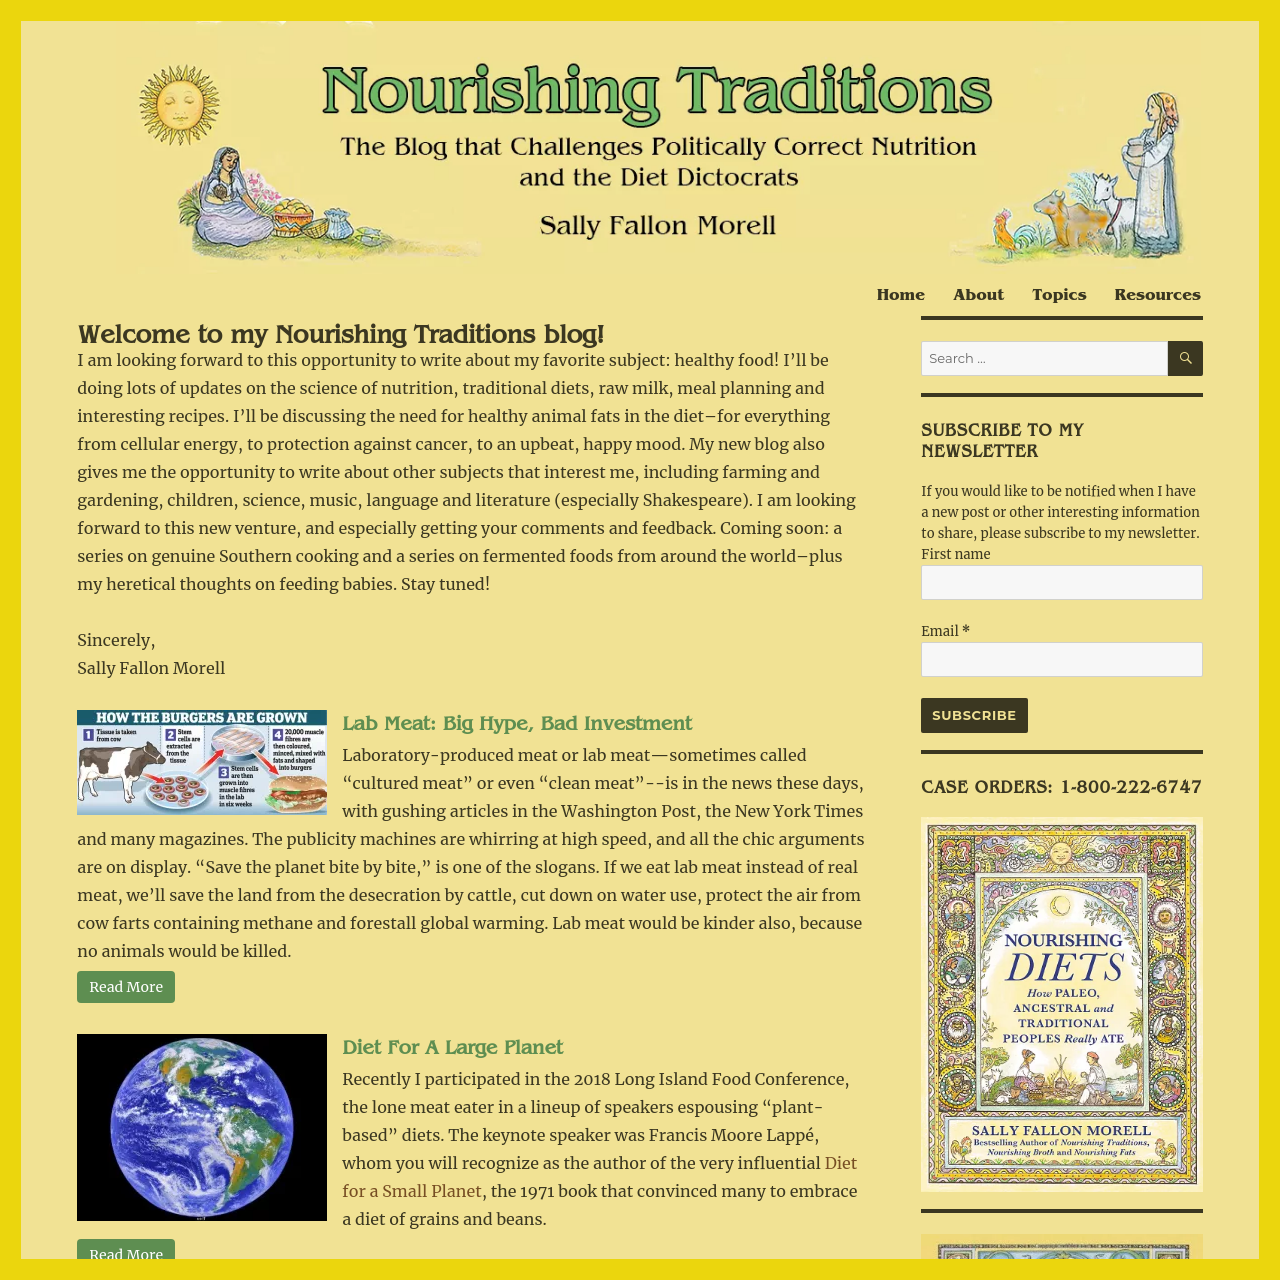 Nourishing Traditions
The Blog that Challenges Politically Correct Nutrition
and the Diet Dictocrats
Sally Fallon Morell
Home About Topics Resources
Welcome to my Nourishing Traditions blog!
I am looking forward to this opportunity to write about my favorite subject: healthy food! I’ll be
doing lots of updates on the science of nutrition, traditional diets, raw milk, meal planning and
interesting recipes. I’ll be discussing the need for healthy animal fats in the diet–for everything
from cellular energy, to protection against cancer, to an upbeat, happy mood. My new blog also
gives me the opportunity to write about other subjects that interest me, including farming and
gardening, children, science, music, language and literature (especially Shakespeare). I am looking
forward to this new venture, and especially getting your comments and feedback. Coming soon: a
series on genuine Southern cooking and a series on fermented foods from around the world–plus
my heretical thoughts on feeding babies. Stay tuned!
Sincerely,
Sally Fallon Morell
HOW THE BURGERS ARE GROWN
1 Tissue is taken
from cow
2 Stem
cells are
extracted
from the
tissue
3 Stem cells
are then
grown into
muscle fibres
in the lab
in six weeks
4 20,000 muscle
fibres are
then coloured,
minced, mixed
with fats and
shaped
into burgers
Lab Meat: Big Hype, Bad Investment
Laboratory-produced meat or lab meat—sometimes called
“cultured meat” or even “clean meat”--is in the news these days,
with gushing articles in the Washington Post, the New York Times
and many magazines. The publicity machines are whirring at high speed, and all the chic arguments
are on display. “Save the planet bite by bite,” is one of the slogans. If we eat lab meat instead of real
meat, we’ll save the land from the desecration by cattle, cut down on water use, protect the air from
cow farts containing methane and forestall global warming. Lab meat would be kinder also, because
no animals would be killed.
Read More
Diet For A Large Planet
Recently I participated in the 2018 Long Island Food Conference,
the lone meat eater in a lineup of speakers espousing “plant-
based” diets. The keynote speaker was Francis Moore Lappé,
whom you will recognize as the author of the very influential Diet
for a Small Planet, the 1971 book that convinced many to embrace
a diet of grains and beans.
Read More
Search …
SUBSCRIBE TO MY
NEWSLETTER
If you would like to be notified when I have
a new post or other interesting information
to share, please subscribe to my newsletter.
First name
Email *
SUBSCRIBE
CASE ORDERS: 1-800-222-6747
NOURISHING
DIETS
How PALEO,
ANCESTRAL and
TRADITIONAL
PEOPLES Really ATE
SALLY FALLON MORELL
Bestselling Author of Nourishing Traditions,
Nourishing Broth and Nourishing Fats